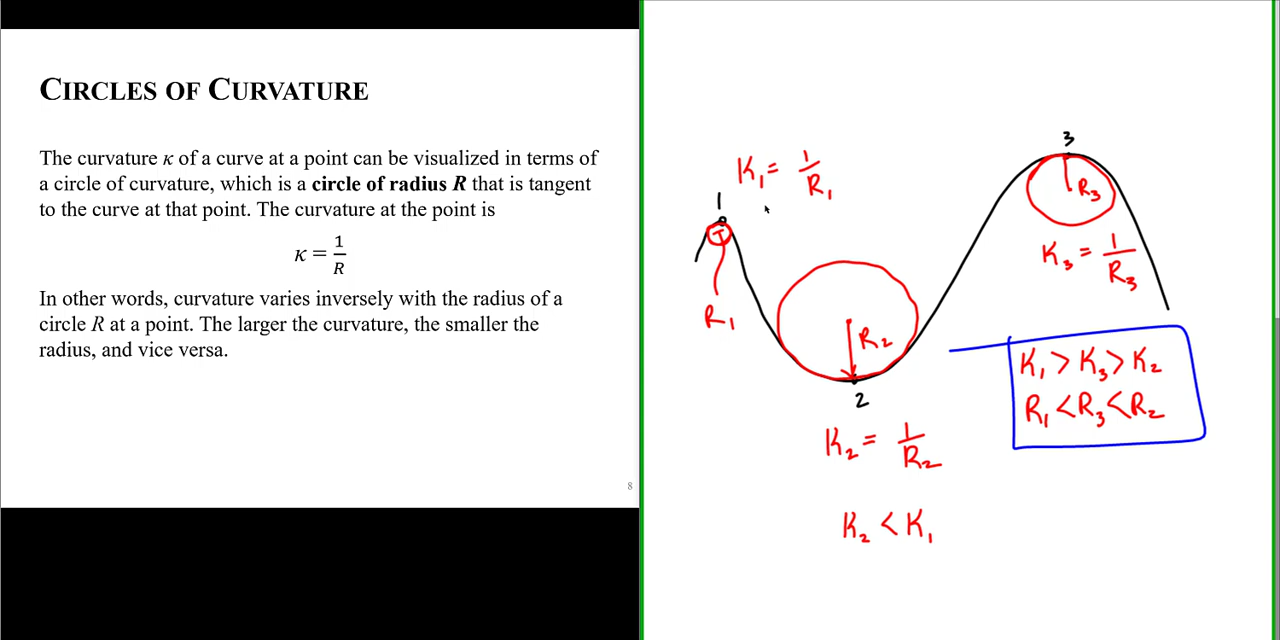 CIRCLES OF CURVATURE
The curvature κ of a curve at a point can be visualized in terms of
a circle of curvature, which is a circle of radius R that is tangent
to the curve at that point. The curvature at the point is
κ = 1/R
In other words, curvature varies inversely with the radius of a
circle R at a point. The larger the curvature, the smaller the
radius, and vice versa.
8
K₁ = 1/R₁
1
R₁
R₂
2
K₂ = 1/R₂
K₂ < K₁
3
R₃
K₃ = 1/R₃
K₁ > K₃ > K₂
R₁ < R₃ < R₂